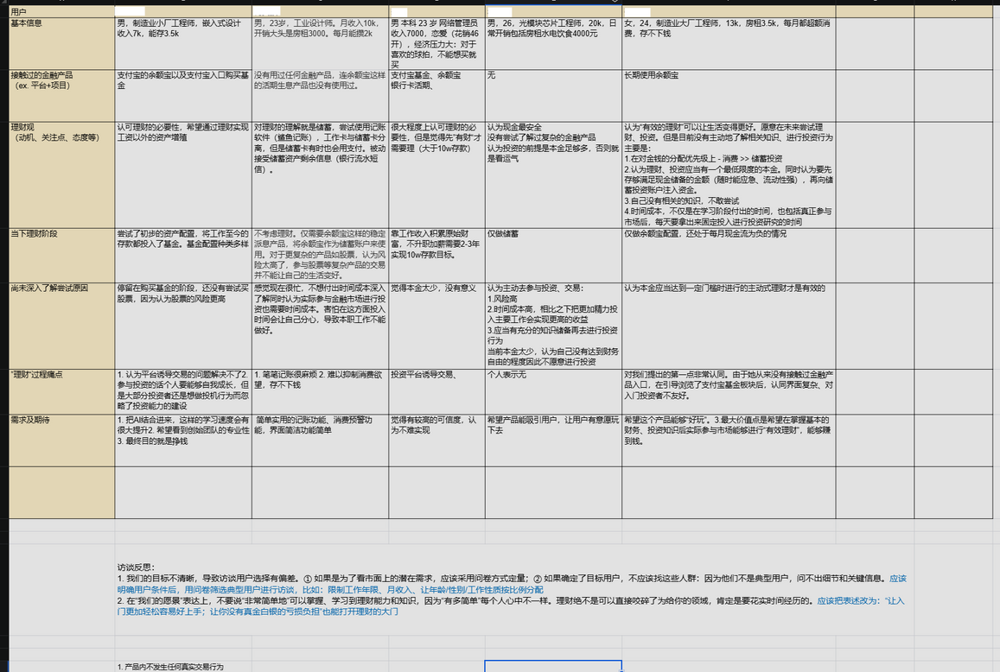 用户
基本信息
男，制造业小厂工程师，嵌入式设计
收入7k，能存3.5k
男，23岁，工业设计师。月收入10k，
开销大头是房租3000。每月能攒2k
男 本科 23 岁 网络管理员
收入7000，恋爱（花销46
开），经济压力大：对于
喜欢的球拍，不能想买就
买
男，26，光模块芯片工程师，20k，日
常开销包括房租水电饮食4000元
女，24，制造业大厂工程师，13k，房租3.5k，每月都超额消
费，存不下钱
接触过的金融产品
（ex. 平台+项目）
支付宝的余额宝以及支付宝入口购买基
金
没有用过任何金融产品，连余额宝这样
的活期生息产品也没有使用过。
支付宝基金、余额宝
银行卡活期、
无
长期使用余额宝
理财观
（动机、关注点、态度等）
认可理财的必要性，希望通过理财实现
工资以外的资产增殖
对理财的理解就是储蓄，尝试使用记账
软件（鲨鱼记账），工作卡与储蓄卡分
离，但是储蓄卡有时也会用支付。被动
接受储蓄资产剩余信息（银行流水短
信）。
很大程度上认可理财的必
要性，但是觉得先“有财”才
需要理（大于10w存款）
认为现金最安全
没有尝试了解过复杂的金融产品
认为投资的前提是本金足够多，否则就
是看运气
认为“有效的理财”可以让生活变得更好。愿意在未来尝试理
财、投资。但是目前没有主动地了解相关知识、进行投资行为
主要是：
1.在对金钱的分配优先级上 - 消费 >> 储蓄投资
2.认为理财、投资应当有一个最低限度的本金。同时认为要先
存够满足现金储备的金额（随时能应急、流动性强），再向储
蓄投资账户注入资金。
3.自己没有相关的知识，不敢尝试
4.时间成本，不仅是在学习阶段付出的时间，也包括真正参与
市场后，每天要拿出来固定投入进行投资研究的时间
当下理财阶段
尝试了初步的资产配置，将工作至今的
存款都投入了基金。基金配置种类多样
不考虑理财。仅需要余额宝这样的稳定
派息产品，将余额宝作为储蓄账户来使
用。对于更复杂的产品如股票，认为风
险太高了，参与股票等复杂产品的交易
并不能让自己的生活变好。
靠工作收入积累原始财
富，不升职加薪需要2-3年
实现10w存款目标。
仅做储蓄
仅做余额宝配置，还处于每月现金流为负的情况
尚未深入了解尝试原因
停留在购买基金的阶段，还没有尝试买
股票，因为认为股票的风险更高
感觉现在很忙，不想付出时间成本深入
了解同时认为实际参与金融市场进行投
资也需要时间成本。害怕在这方面投入
时间会让自己分心，导致本职工作不能
做好。
觉得本金太少，没有意义
认为主动去参与投资、交易：
1.风险高
2.时间成本高，相比之下把更加精力投
入主要工作会实现更高的收益
3.应当有充分的知识储备再去进行投资
行为
当前本金太少，认为自己没有达到财务
自由的程度因此不愿意进行投资
认为本金应当达到一定门槛时进行的主动式理财才是有效的
“理财”过程痛点
1. 认为平台诱导交易的问题解决不了2.
参与投资的话个人要能够自我成长，但
是大部分投资者还是想做投机行为而忽
略了投资能力的建设
1. 笔笔记账很麻烦 2. 难以抑制消费欲
望，存不下钱
投资平台诱导交易、
个人表示无
对我们提出的第一点非常认同。由于她从来没有接触过金融产
品入口，在引导浏览了支付宝基金板块后，认同界面复杂、对
入门投资者不友好。
需求及期待
1. 把AI结合进来，这样的学习速度会有
很大提升2. 希望看到创始团队的专业性
3. 最终目的就是挣钱
简单实用的记账功能、消费预警功
能，界面简洁功能简单
觉得有较高的可信度，认
为不难实现
希望产品能吸引用户，让用户有意愿玩
下去
希望这个产品能够“好玩”。3.最大价值点是希望在掌握基本的
财务、投资知识后实际参与市场能够进行“有效理财”，能够赚
到钱。
访谈反思：
1. 我们的目标不清晰，导致访谈用户选择有偏差。① 如果是为了看市面上的潜在需求，应该采用问卷方式定量；② 如果确定了目标用户，不应该找这些人群：因为他们不是典型用户，问不出细节和关键信息。应该
明确用户条件后，用问卷筛选典型用户进行访谈，比如：限制工作年限、月收入、让年龄/性别/工作性质按比例分配
2. 在“我们的愿景”表达上，不要说“非常简单地”可以掌握、学习到理财能力和知识，因为“有多简单”每个人心中不一样。理财绝不是可以直接咬碎了为给你的领域，肯定是要花实时间经历的。应该把表述改为：“让入
门更加轻松容易好上手；让你没有真金白银的亏损负担”也能打开理财的大门
1. 产品内不发生任何真实交易行为